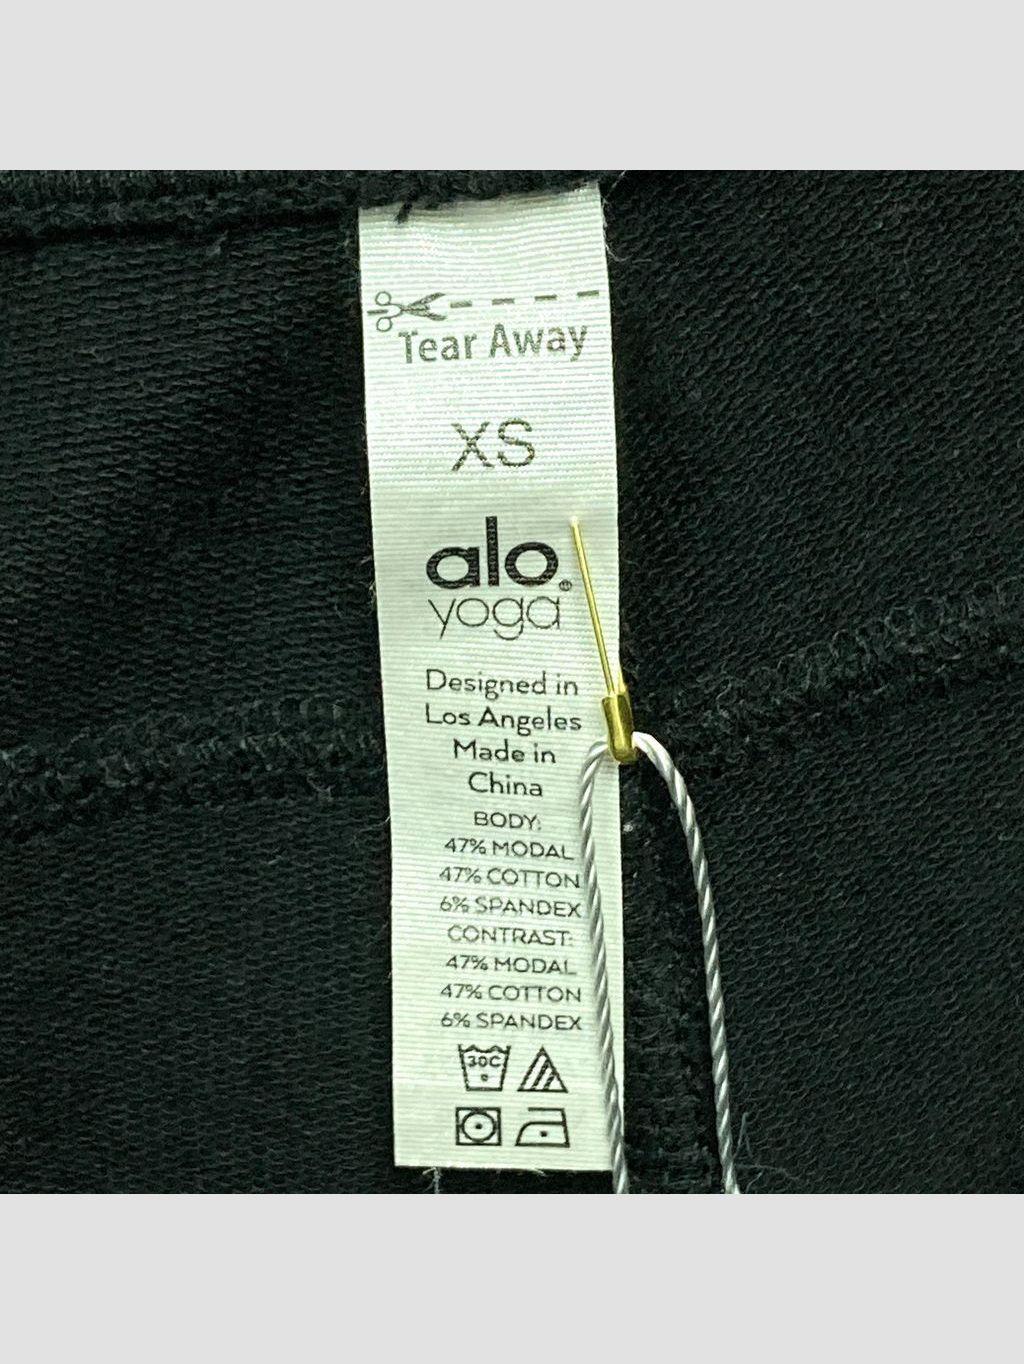 Tear Away
XS
alo®
yoga
Designed in
Los Angeles
Made in
China
BODY:
47% MODAL
47% COTTON
6% SPANDEX
CONTRAST:
47% MODAL
47% COTTON
6% SPANDEX
30C